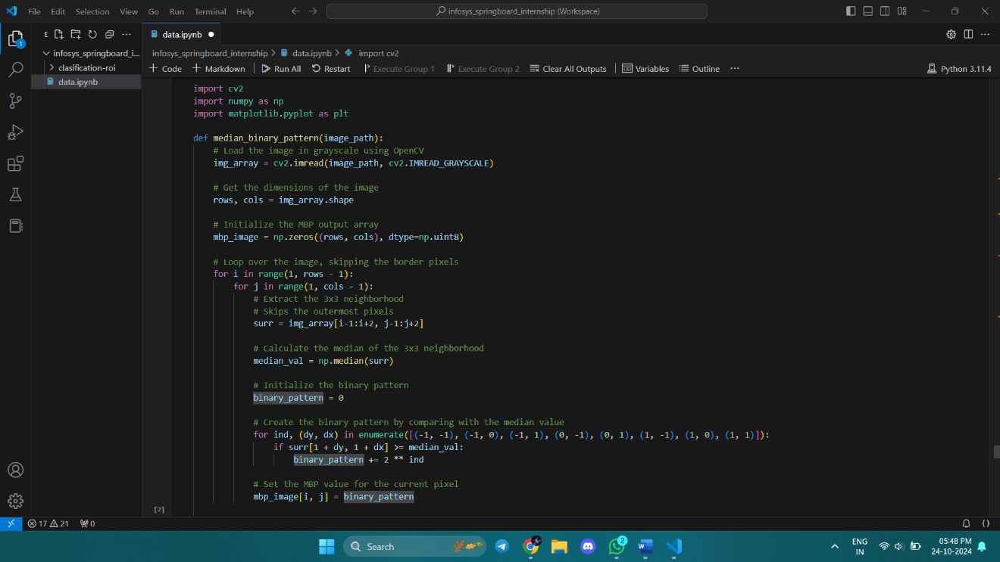 File Edit Selection View Go Run Terminal Help
infosys_springboard_internship (Workspace)
1
E
infosys_springboard_i...
clasification-roi
data.ipynb
data.ipynb
infosys_springboard_internship > data.ipynb > import cv2
+ Code + Markdown Run All Restart Execute Group 1 Execute Group 2 Clear All Outputs Variables Outline ... Python 3.11.4
import cv2
import numpy as np
import matplotlib.pyplot as plt
def median_binary_pattern(image_path):
# Load the image in grayscale using OpenCV
img_array = cv2.imread(image_path, cv2.IMREAD_GRAYSCALE)
# Get the dimensions of the image
rows, cols = img_array.shape
# Initialize the MBP output array
mbp_image = np.zeros((rows, cols), dtype=np.uint8)
# Loop over the image, skipping the border pixels
for i in range(1, rows - 1):
for j in range(1, cols - 1):
# Extract the 3x3 neighborhood
# Skips the outermost pixels
surr = img_array[i-1:i+2, j-1:j+2]
# Calculate the median of the 3x3 neighborhood
median_val = np.median(surr)
# Initialize the binary pattern
binary_pattern = 0
# Create the binary pattern by comparing with the median value
for ind, (dy, dx) in enumerate([(-1, -1), (-1, 0), (-1, 1), (0, -1), (0, 1), (1, -1), (1, 0), (1, 1)]):
if surr[1 + dy, 1 + dx] >= median_val:
binary_pattern += 2 ** ind
# Set the MBP value for the current pixel
mbp_image[i, j] = binary_pattern
[2]
17 21 0
Search
2
ENG
IN
05:48 PM
24-10-2024